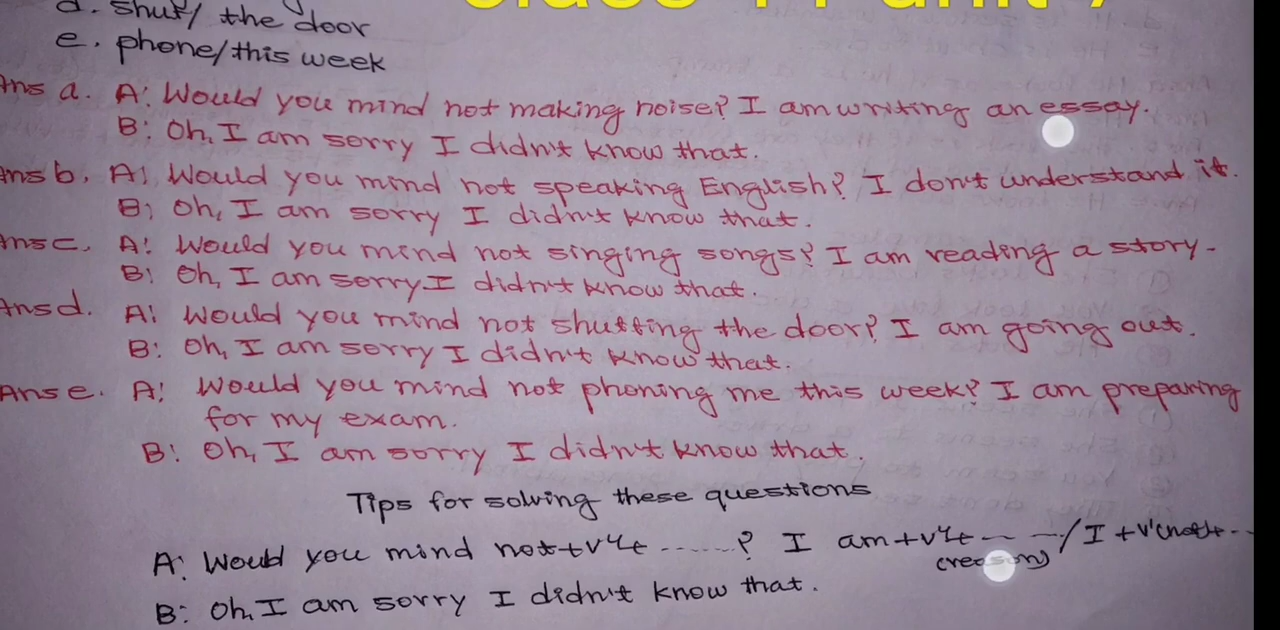 d. shut/ the door
e. phone/this week
Ans a. A: Would you mind not making noise? I am writing an essay.
B: Oh, I am sorry I didn't know that.
Ans b. A: Would you mind not speaking English? I don't understand it.
B: Oh, I am sorry I didn't know that.
Ans c. A: Would you mind not singing songs? I am reading a story.
B: Oh, I am sorry I didn't know that.
Ans d. A: Would you mind not shutting the door? I am going out.
B: Oh, I am sorry I didn't know that.
Ans e. A: Would you mind not phoning me this week? I am preparing
for my exam.
B: Oh, I am sorry I didn't know that.
Tips for solving these questions
A: Would you mind not+v⁴+ ......? I am+v⁴+ -- --/I +v'(not)+ ...
(reason)
B: Oh, I am sorry I didn't know that.